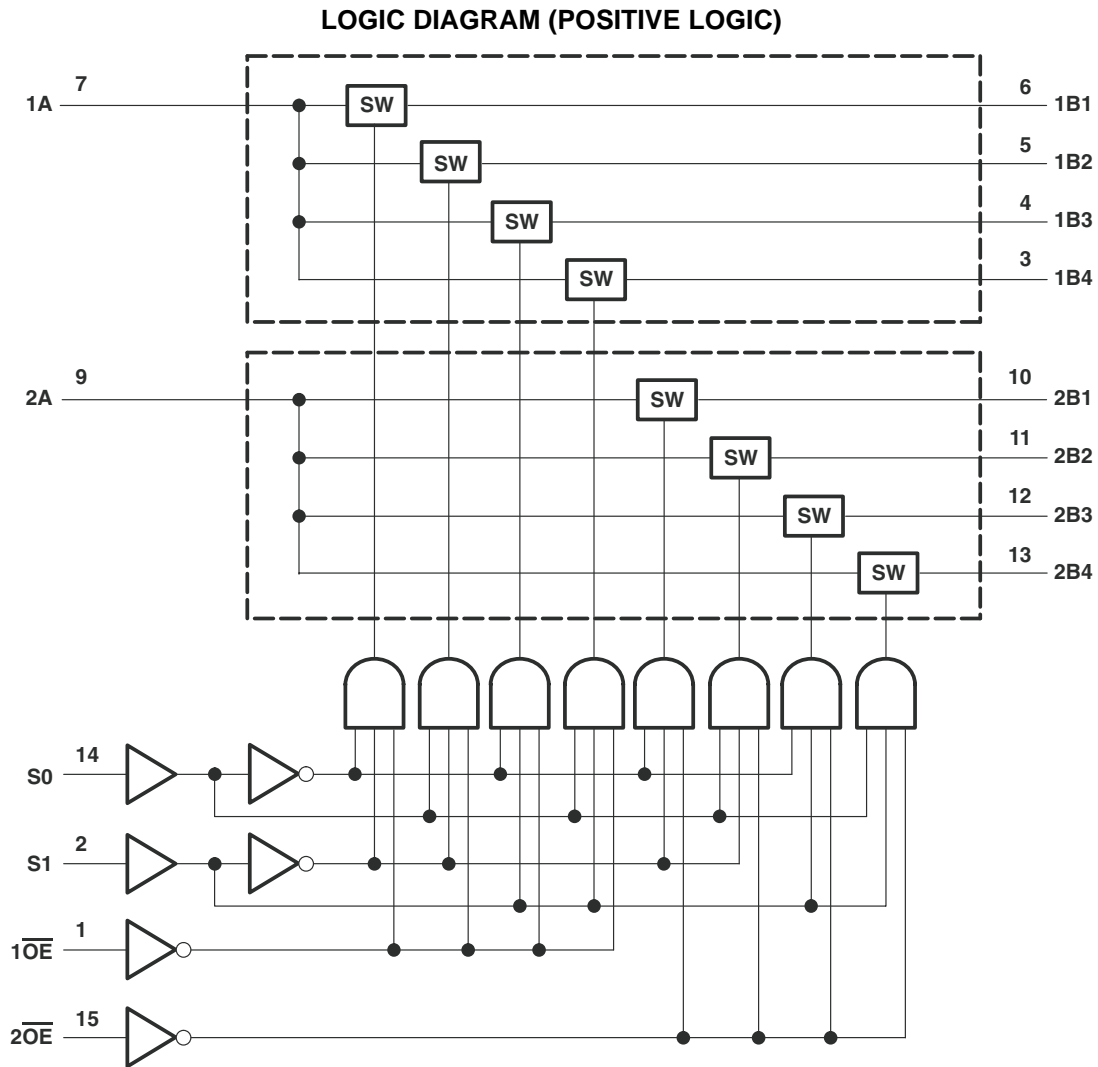 LOGIC DIAGRAM (POSITIVE LOGIC)
1A 7 SW 6 1B1
SW 5 1B2
SW 4 1B3
SW 3 1B4
2A 9 SW 10 2B1
SW 11 2B2
SW 12 2B3
SW 13 2B4
S0 14
S1 2
1O̅E̅ 1
2O̅E̅ 15